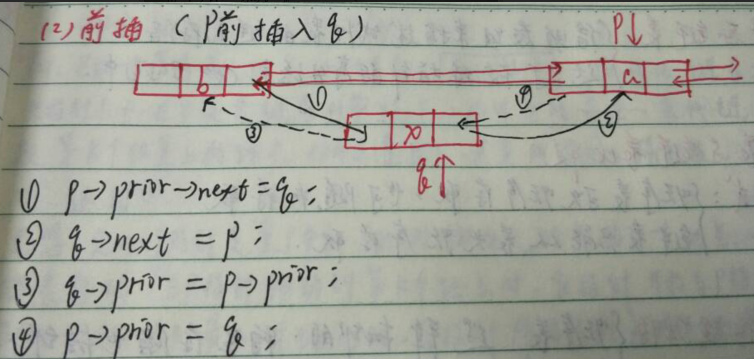 (2) 前插 (P前插入q)
P↓
b
a
① ④
③ ②
x
q↑
① p→prior→next=q;
② q→next=p;
③ q→prior=p→prior;
④ p→prior=q;